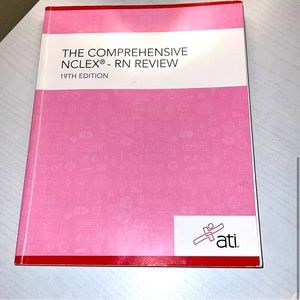 THE COMPREHENSIVE
NCLEX® - RN REVIEW
19TH EDITION
ati